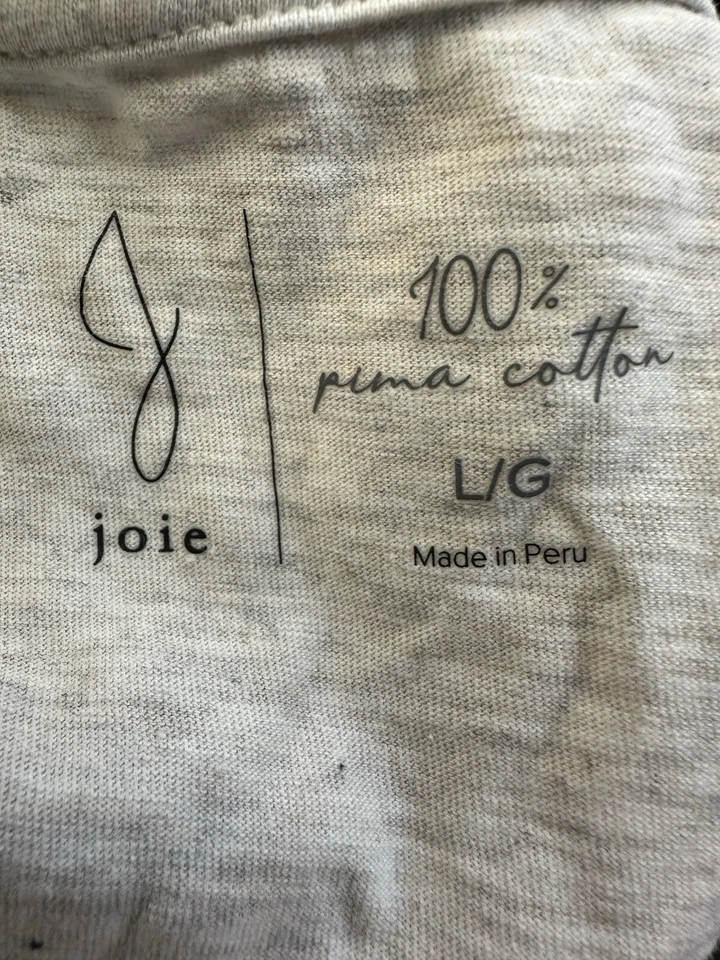 J
joie
100%
pima cotton
L/G
Made in Peru